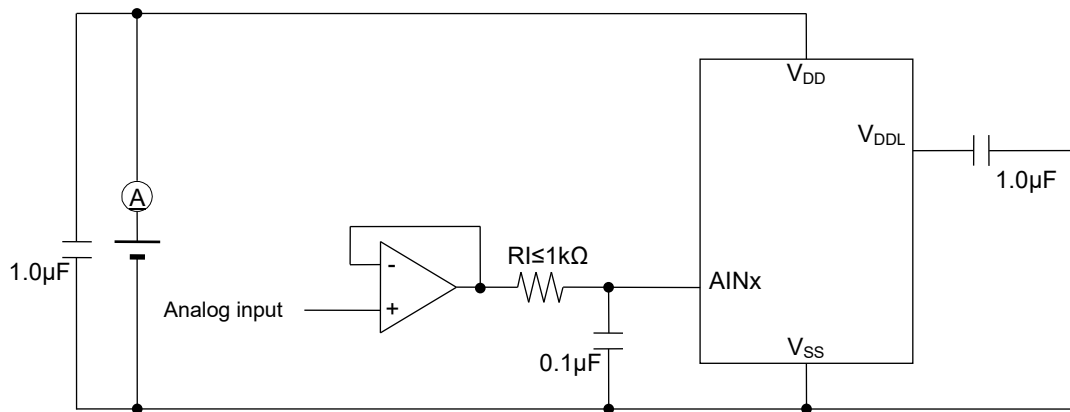 V_DD
V_DDL
1.0µF
A
1.0µF
RI≤1kΩ
-
+
Analog input
AINx
0.1µF
V_SS